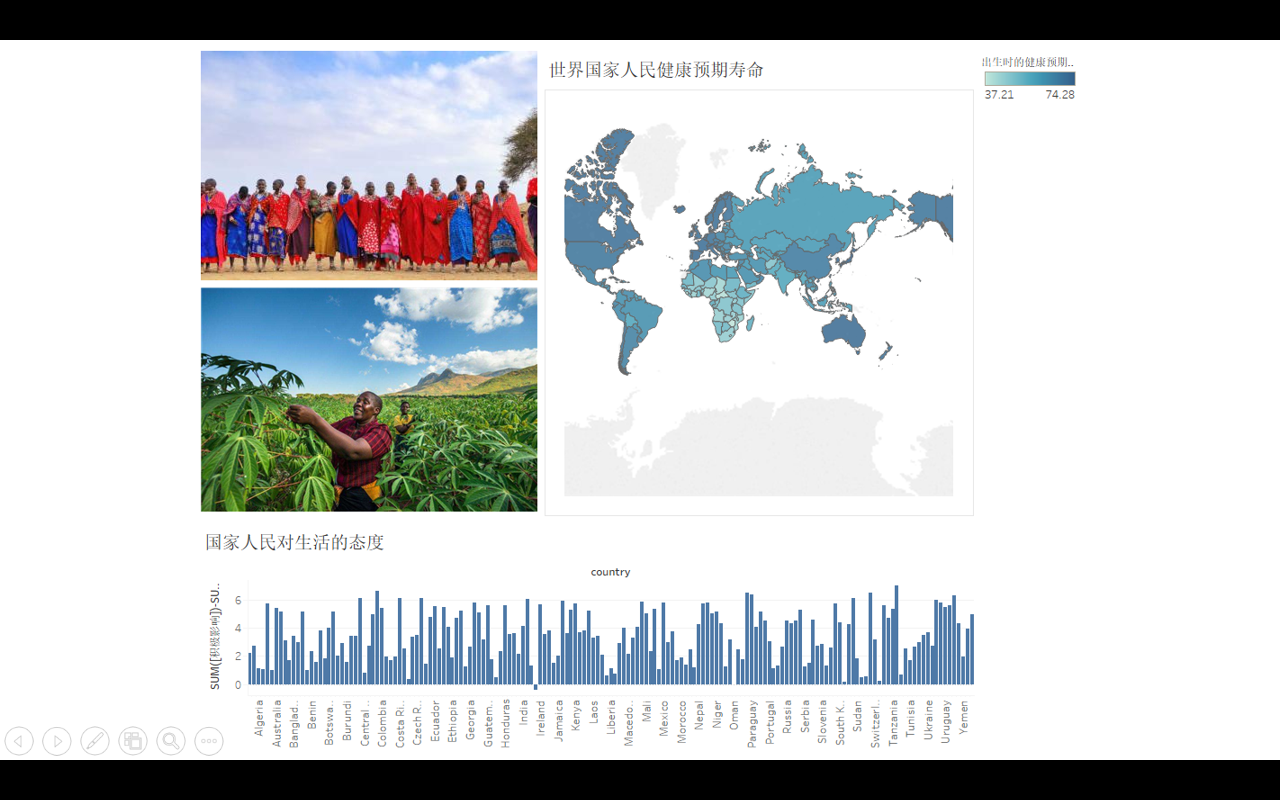 世界国家人民健康预期寿命
出生时的健康预期..
37.21 74.28
国家人民对生活的态度
country
SUM([积极影响])-SU..
6
4
2
0
Algeria
Australia
Banglad..
Benin
Botswa..
Burundi
Central ..
Colombia
Costa Ri..
Czech R..
Ecuador
Ethiopia
Georgia
Guatem..
Honduras
India
Ireland
Jamaica
Kenya
Laos
Liberia
Macedo..
Mali
Mexico
Morocco
Nepal
Niger
Oman
Paraguay
Portugal
Russia
Serbia
Slovenia
South K..
Sudan
Switzerl..
Tanzania
Tunisia
Ukraine
Uruguay
Yemen